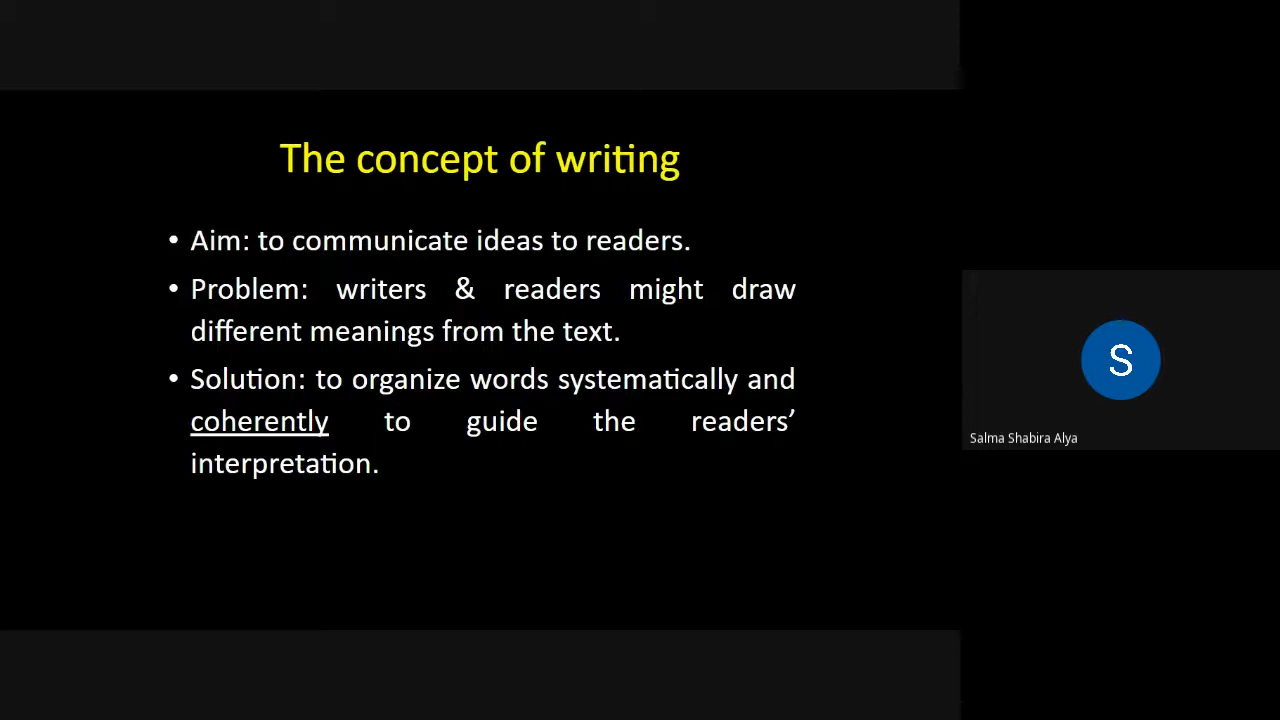 The concept of writing
• Aim: to communicate ideas to readers.
• Problem: writers & readers might draw
different meanings from the text.
• Solution: to organize words systematically and
coherently to guide the readers’
interpretation.
S
Salma Shabira Alya